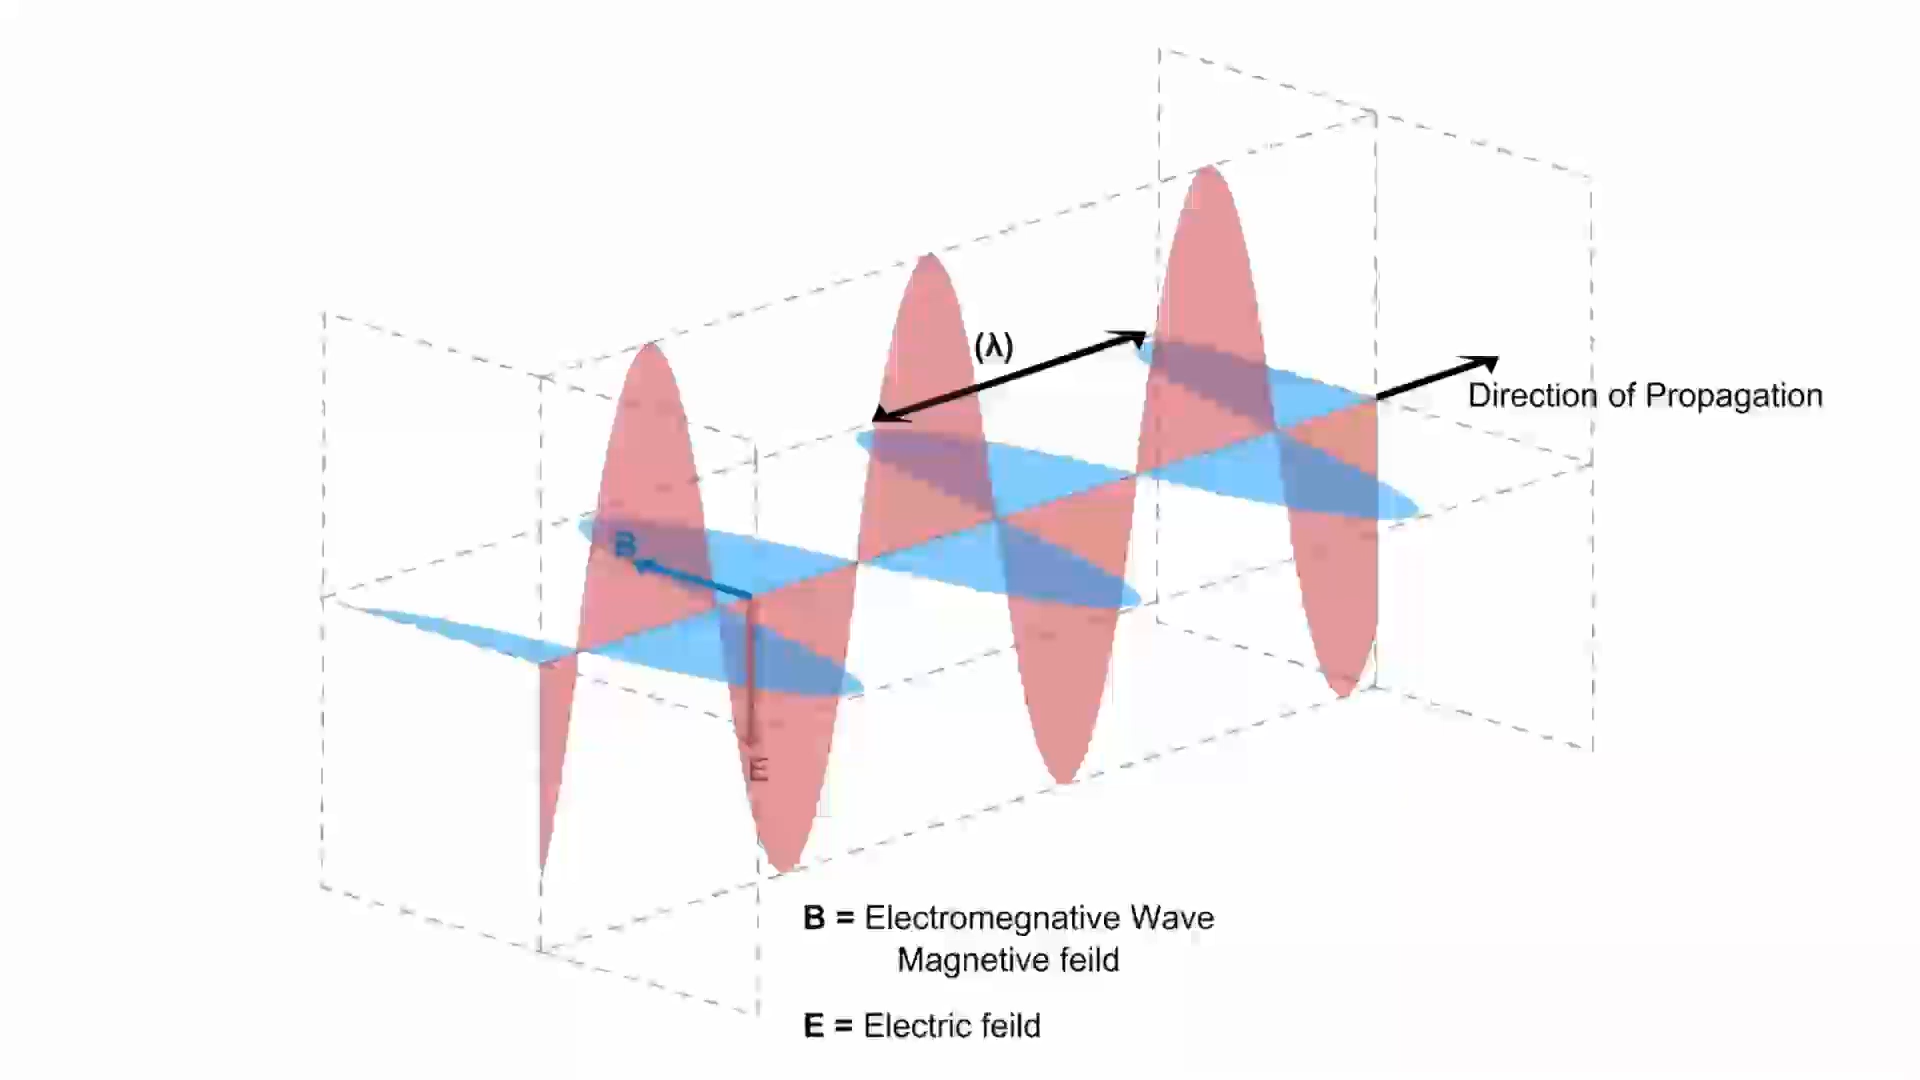 (λ)
Direction of Propagation
B
E
B = Electromegnative Wave
Magnetive feild
E = Electric feild